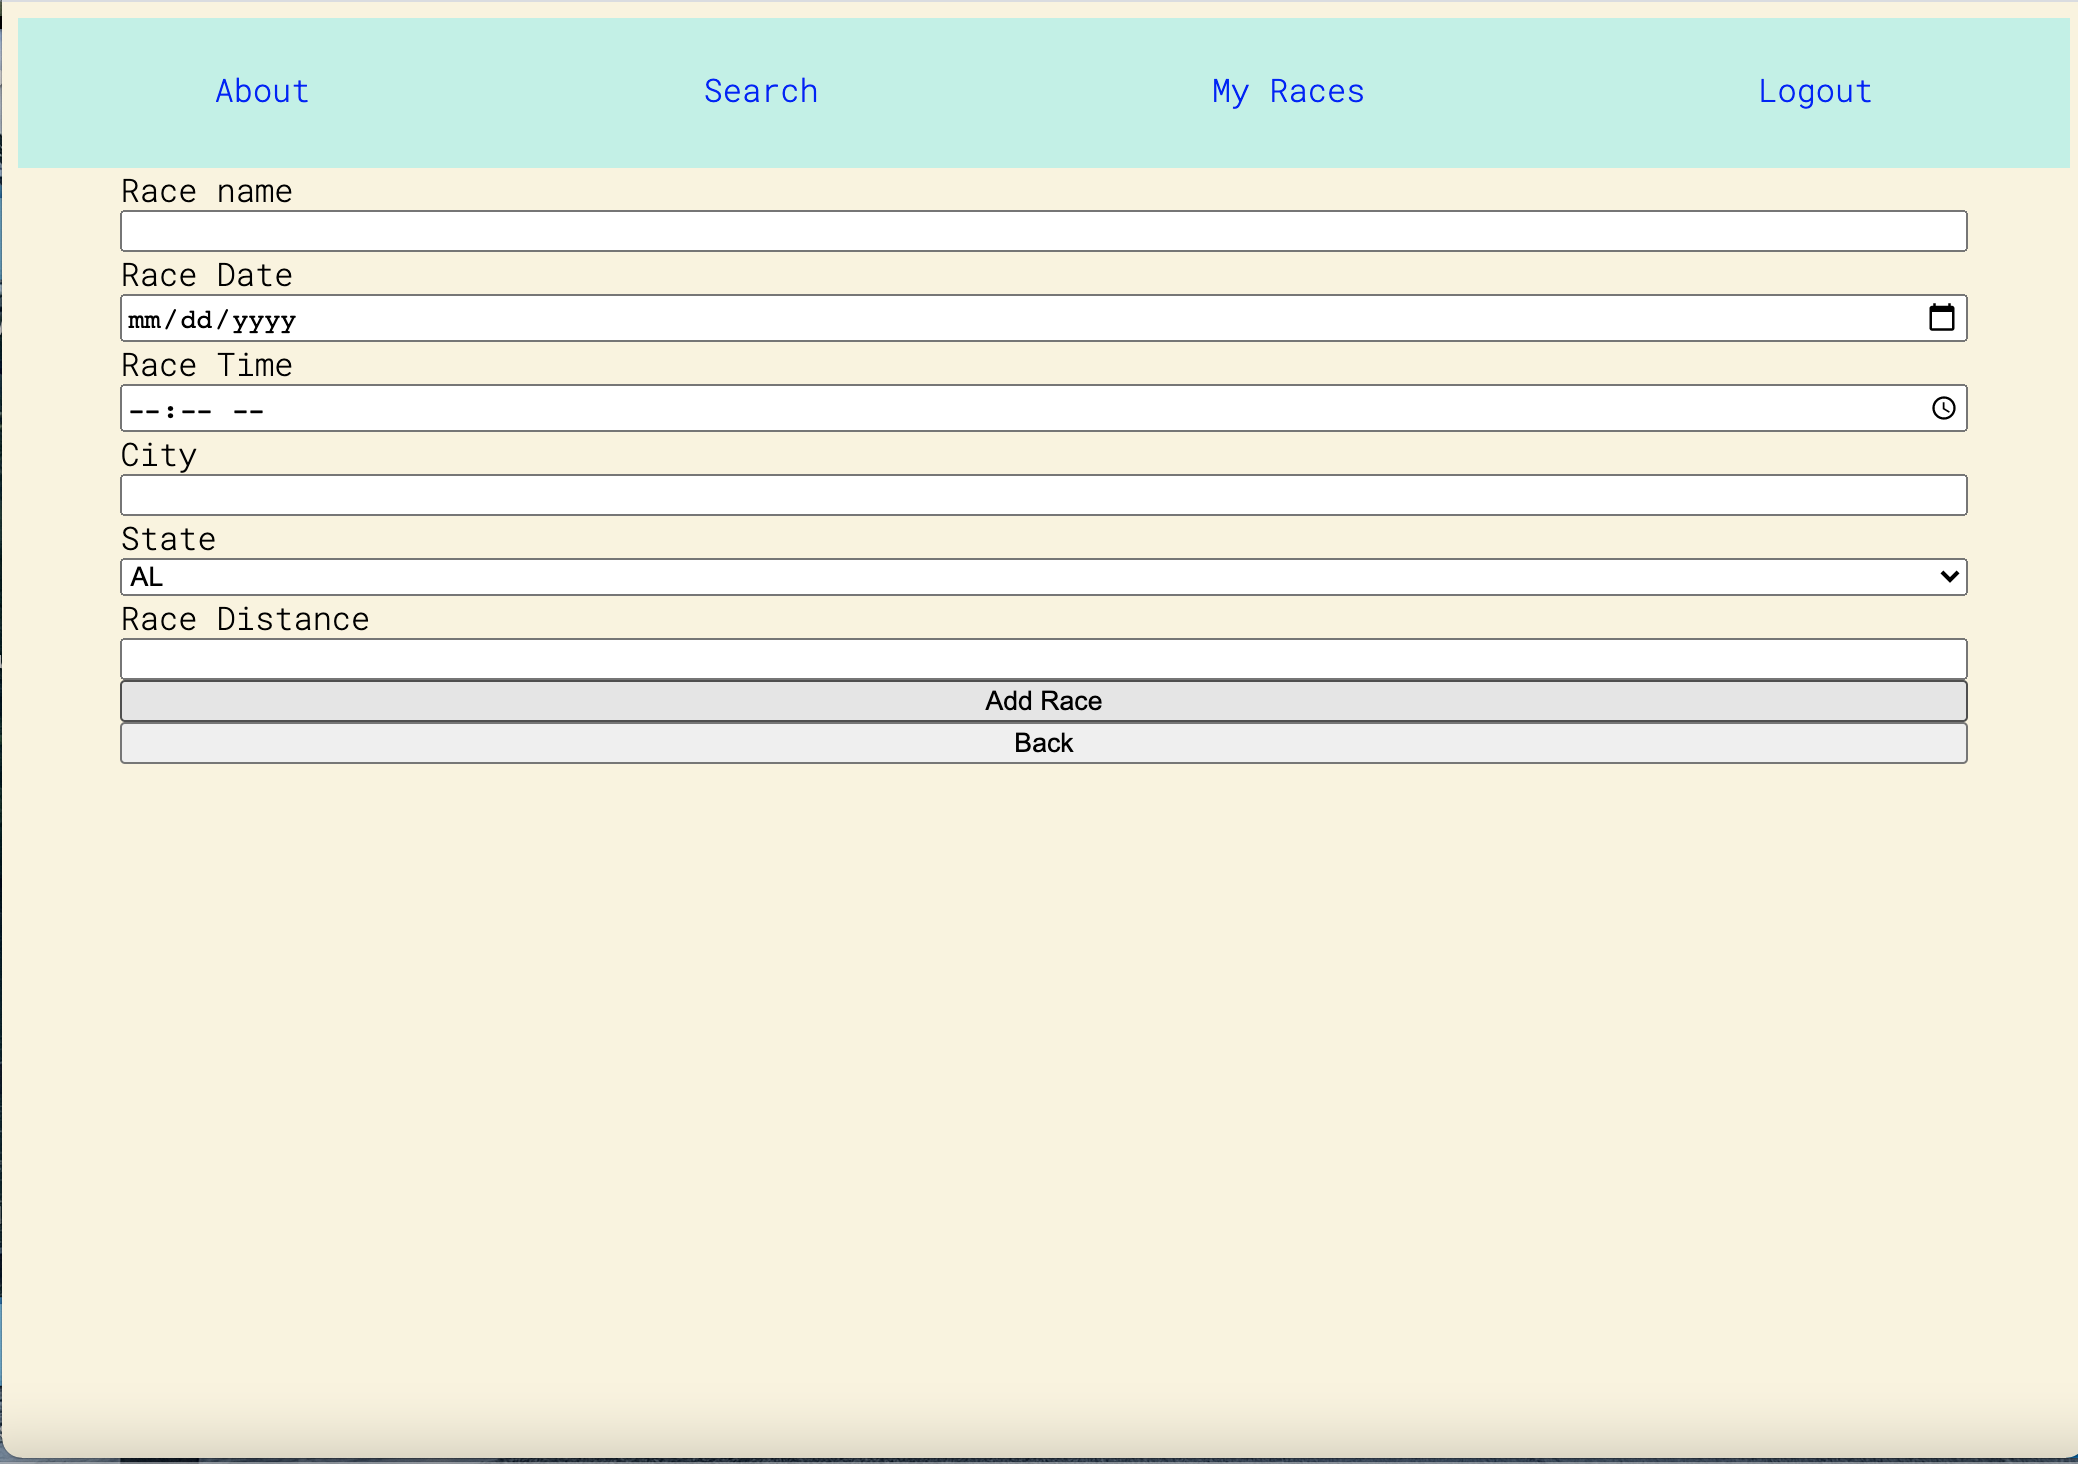 About Search My Races Logout
Race name
Race Date
mm/dd/yyyy
Race Time
--:-- --
City
State
AL
Race Distance
Add Race
Back